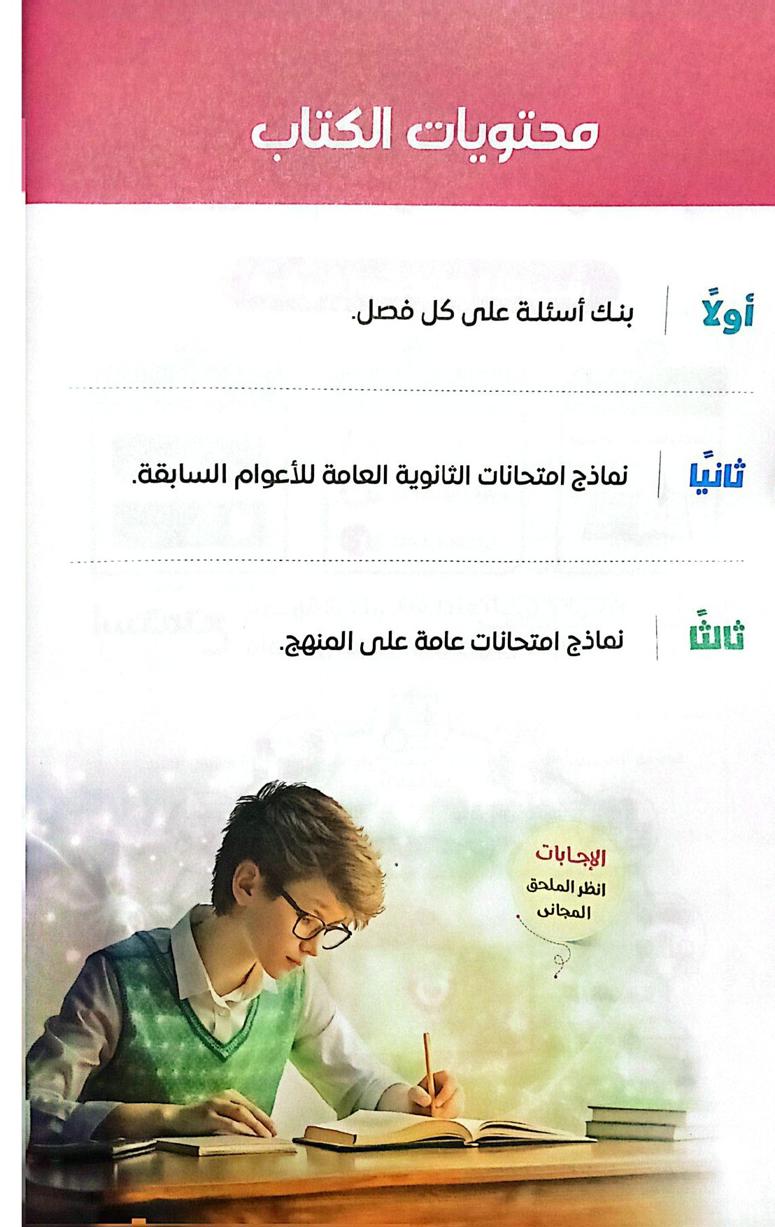 محتويات الكتاب
أولاً
بنك أسئلة على كل فصل.
ثانيًا
نماذج امتحانات الثانوية العامة للأعوام السابقة.
ثالثًا
نماذج امتحانات عامة على المنهج.
الإجابات
انظر الملحق
المجانى